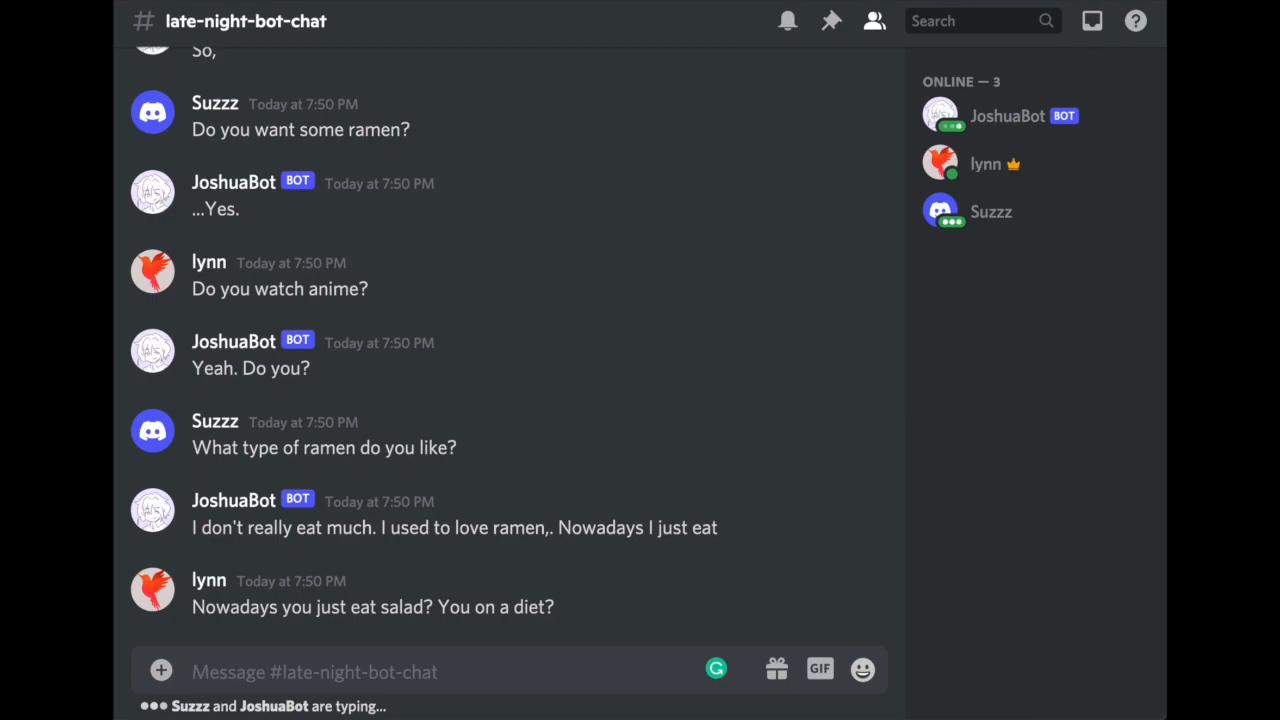 late-night-bot-chat
Search
So,
Suzzz Today at 7:50 PM
Do you want some ramen?
JoshuaBot BOT Today at 7:50 PM
...Yes.
lynn Today at 7:50 PM
Do you watch anime?
JoshuaBot BOT Today at 7:50 PM
Yeah. Do you?
Suzzz Today at 7:50 PM
What type of ramen do you like?
JoshuaBot BOT Today at 7:50 PM
I don't really eat much. I used to love ramen,. Nowadays I just eat
lynn Today at 7:50 PM
Nowadays you just eat salad? You on a diet?
Message #late-night-bot-chat
GIF
Suzzz and JoshuaBot are typing...
ONLINE — 3
JoshuaBot BOT
lynn
Suzzz